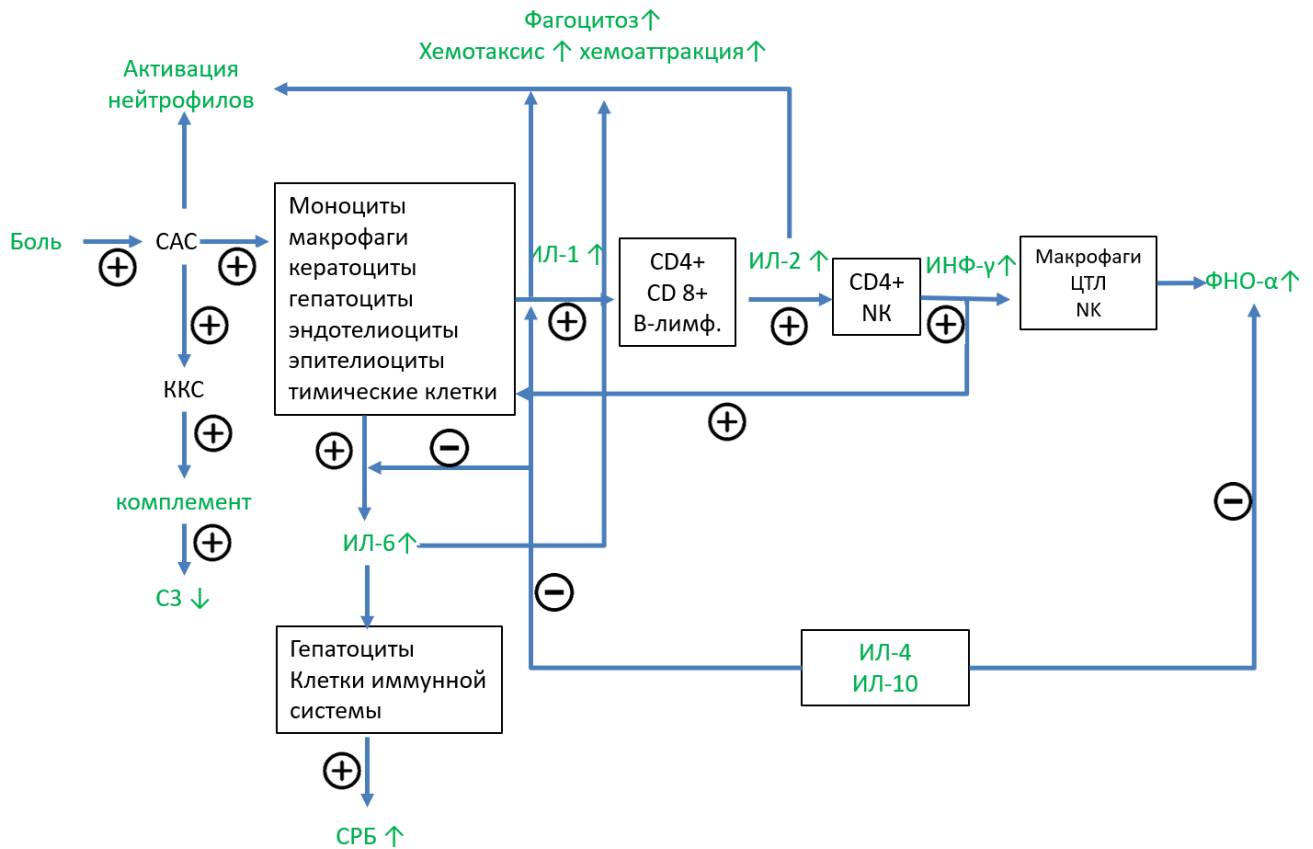 Фагоцитоз↑
Хемотаксис ↑ хемоаттракция↑
Активация
нейтрофилов
Боль
САС
Моноциты
макрофаги
кератоциты
гепатоциты
эндотелиоциты
эпителиоциты
тимические клетки
ИЛ-1 ↑
CD4+
CD 8+
В-лимф.
ИЛ-2 ↑
CD4+
NK
ИНФ-γ↑
Макрофаги
ЦТЛ
NK
ФНО-α↑
ККС
комплемент
С3 ↓
ИЛ-6↑
Гепатоциты
Клетки иммунной
системы
ИЛ-4
ИЛ-10
СРБ ↑